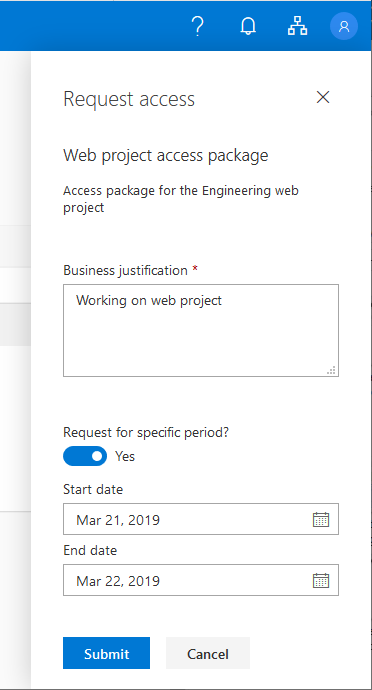 Request access
Web project access package
Access package for the Engineering web
project
Business justification *
Working on web project
Request for specific period?
Yes
Start date
Mar 21, 2019
End date
Mar 22, 2019
Submit Cancel